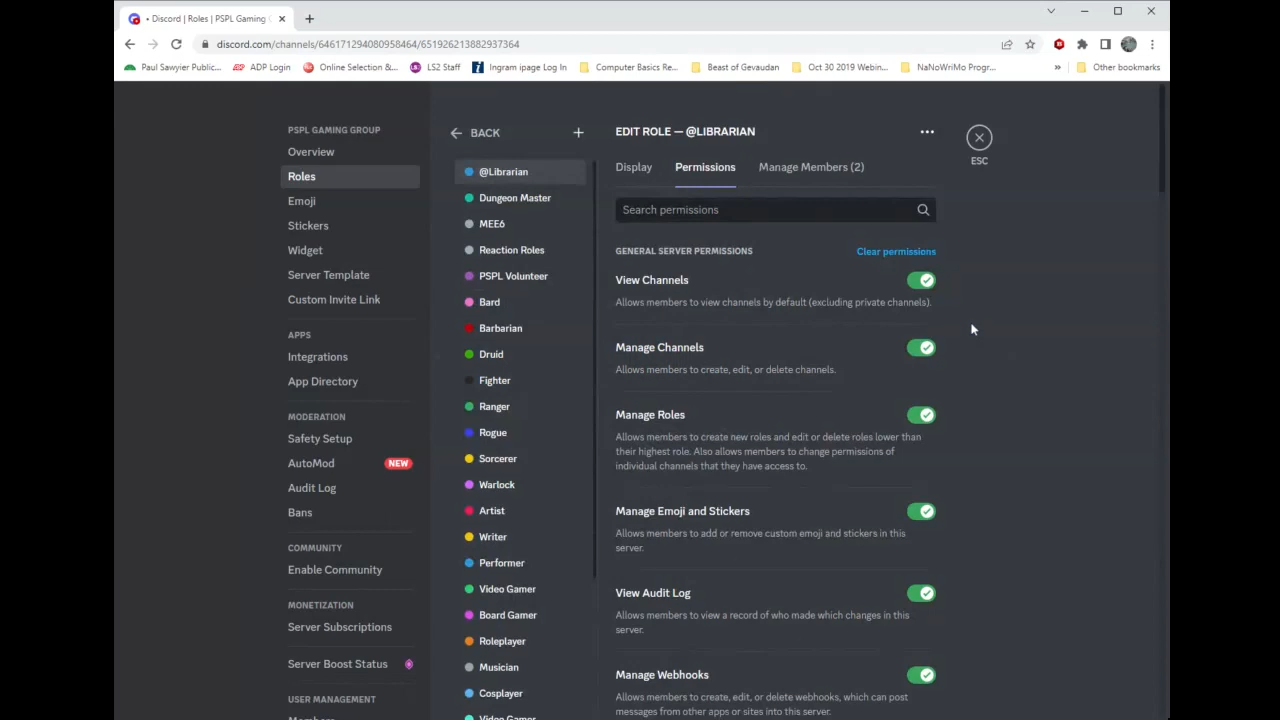 • Discord | Roles | PSPL Gaming
discord.com/channels/646171294080958464/651926213882937364
Paul Sawyier Public...
ADP Login
Online Selection &...
LS2 Staff
Ingram ipage Log In
Computer Basics Re...
Beast of Gevaudan
Oct 30 2019 Webin...
NaNoWriMo Progr...
»
Other bookmarks
PSPL GAMING GROUP
Overview
Roles
Emoji
Stickers
Widget
Server Template
Custom Invite Link
APPS
Integrations
App Directory
MODERATION
Safety Setup
AutoMod
NEW
Audit Log
Bans
COMMUNITY
Enable Community
MONETIZATION
Server Subscriptions
Server Boost Status
USER MANAGEMENT
BACK
@Librarian
Dungeon Master
MEE6
Reaction Roles
PSPL Volunteer
Bard
Barbarian
Druid
Fighter
Ranger
Rogue
Sorcerer
Warlock
Artist
Writer
Performer
Video Gamer
Board Gamer
Roleplayer
Musician
Cosplayer
Video Gamer
EDIT ROLE — @LIBRARIAN
ESC
Display
Permissions
Manage Members (2)
Search permissions
GENERAL SERVER PERMISSIONS
Clear permissions
View Channels
Allows members to view channels by default (excluding private channels).
Manage Channels
Allows members to create, edit, or delete channels.
Manage Roles
Allows members to create new roles and edit or delete roles lower than
their highest role. Also allows members to change permissions of
individual channels that they have access to.
Manage Emoji and Stickers
Allows members to add or remove custom emoji and stickers in this
server.
View Audit Log
Allows members to view a record of who made which changes in this
server.
Manage Webhooks
Allows members to create, edit, or delete webhooks, which can post
messages from other apps or sites into this server.